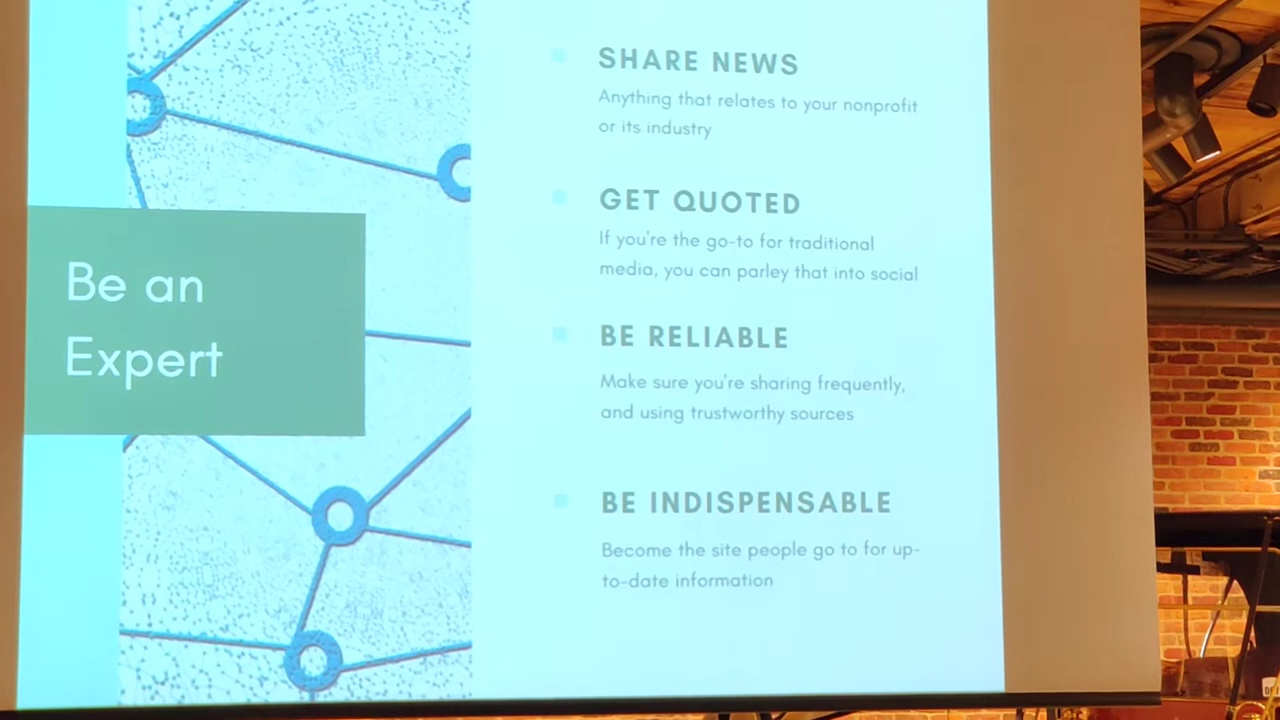 Be an
Expert
SHARE NEWS
Anything that relates to your nonprofit
or its industry
GET QUOTED
If you're the go-to for traditional
media, you can parley that into social
BE RELIABLE
Make sure you're sharing frequently,
and using trustworthy sources
BE INDISPENSABLE
Become the site people go to for up-
to-date information